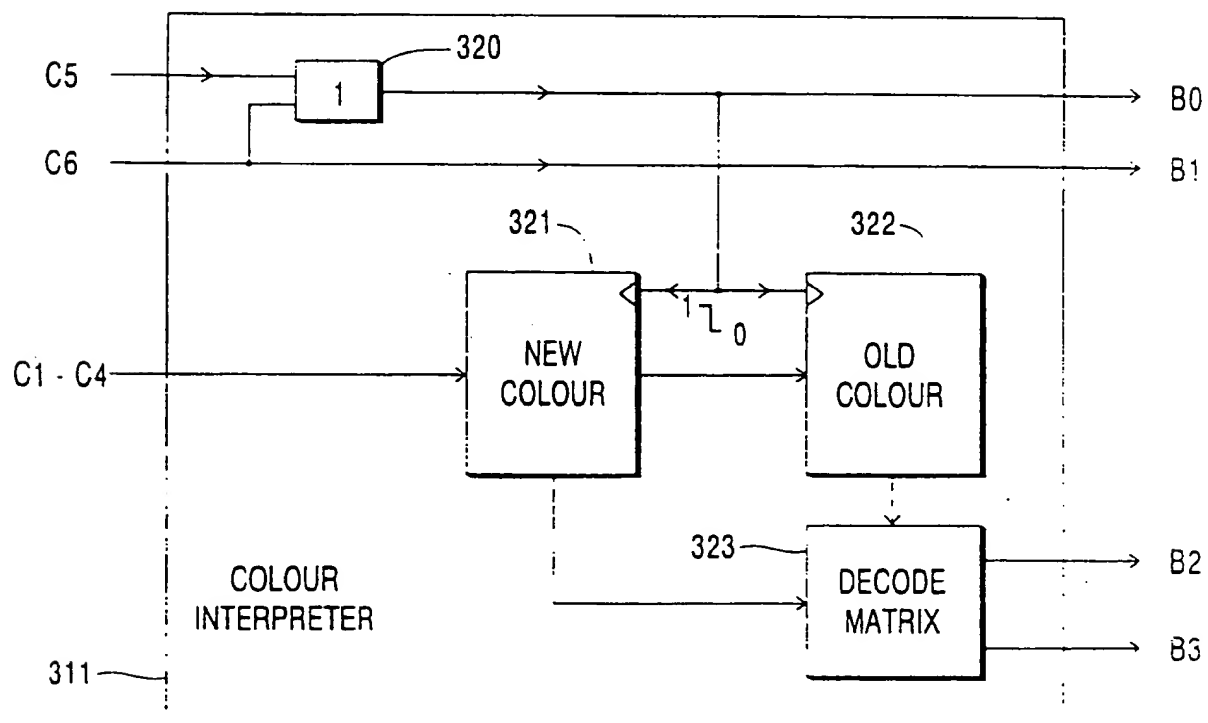 320
C5
1
B0
C6
B1
321
322
1
0
C1 - C4
NEW
COLOUR
OLD
COLOUR
323
DECODE
MATRIX
B2
COLOUR
INTERPRETER
B3
311